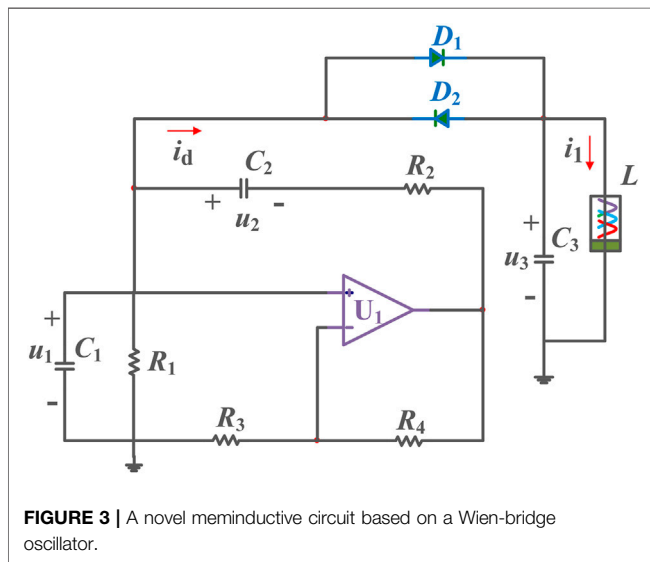 D1
D2
id
i1
C2
R2
L
+ u2 -
+
u3
C3
-
+
U1
-
+
u1
C1
-
R1
R3
R4
FIGURE 3 | A novel meminductive circuit based on a Wien-bridge
oscillator.